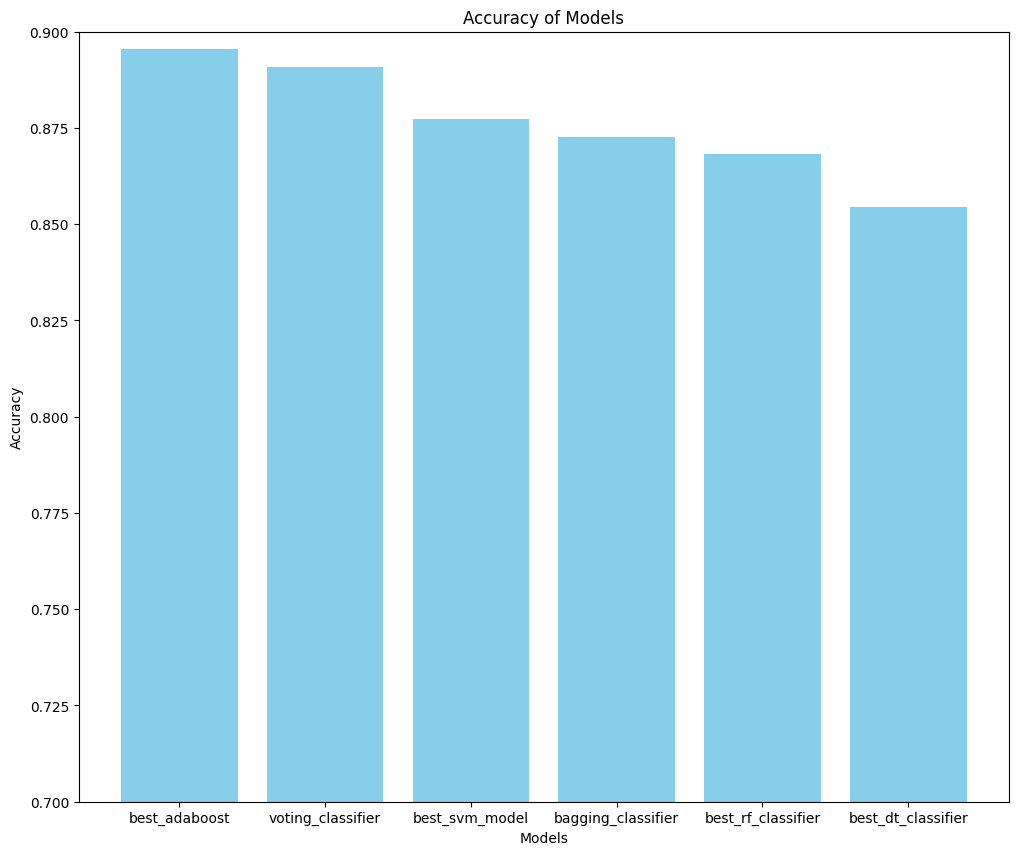 Accuracy of Models
0.900
0.875
0.850
0.825
0.800
0.775
0.750
0.725
0.700
Accuracy
best_adaboost voting_classifier best_svm_model bagging_classifier best_rf_classifier best_dt_classifier
Models